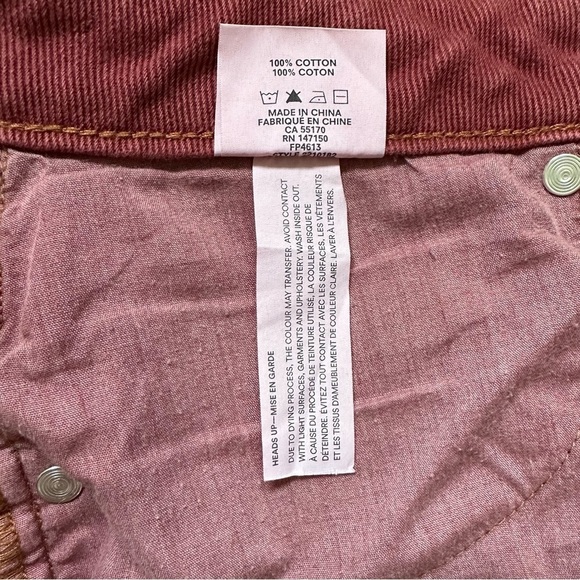 100% COTTON
100% COTON
MADE IN CHINA
FABRIQUÉ EN CHINE
CA 55170
RN 147150
FP4613
HEADS UP—MISE EN GARDE
DUE TO DYING PROCESS, THE COLOUR MAY TRANSFER. AVOID CONTACT
WITH LIGHT SURFACES, GARMENTS AND UPHOLSTERY. WASH INSIDE OUT.
À CAUSE DU PROCÉDÉ DE TEINTURE UTILISÉ, LA COULEUR RISQUE DE
DÉTEINDRE. ÉVITEZ TOUT CONTACT AVEC LES SURFACES, LES VÊTEMENTS
ET LES TISSUS D'AMEUBLEMENT DE COULEUR CLAIRE. LAVER À L'ENVERS.